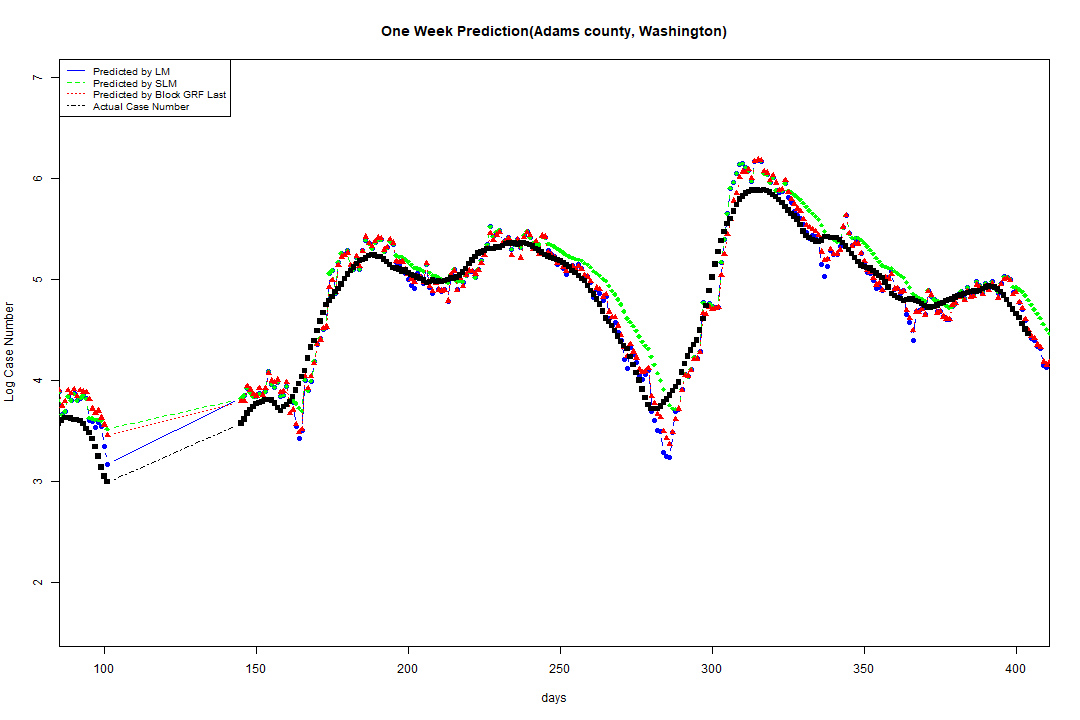 One Week Prediction(Adams county, Washington)
Predicted by LM
Predicted by SLM
Predicted by Block GRF Last
Actual Case Number
Log Case Number
7
6
5
4
3
2
100 150 200 250 300 350 400
days